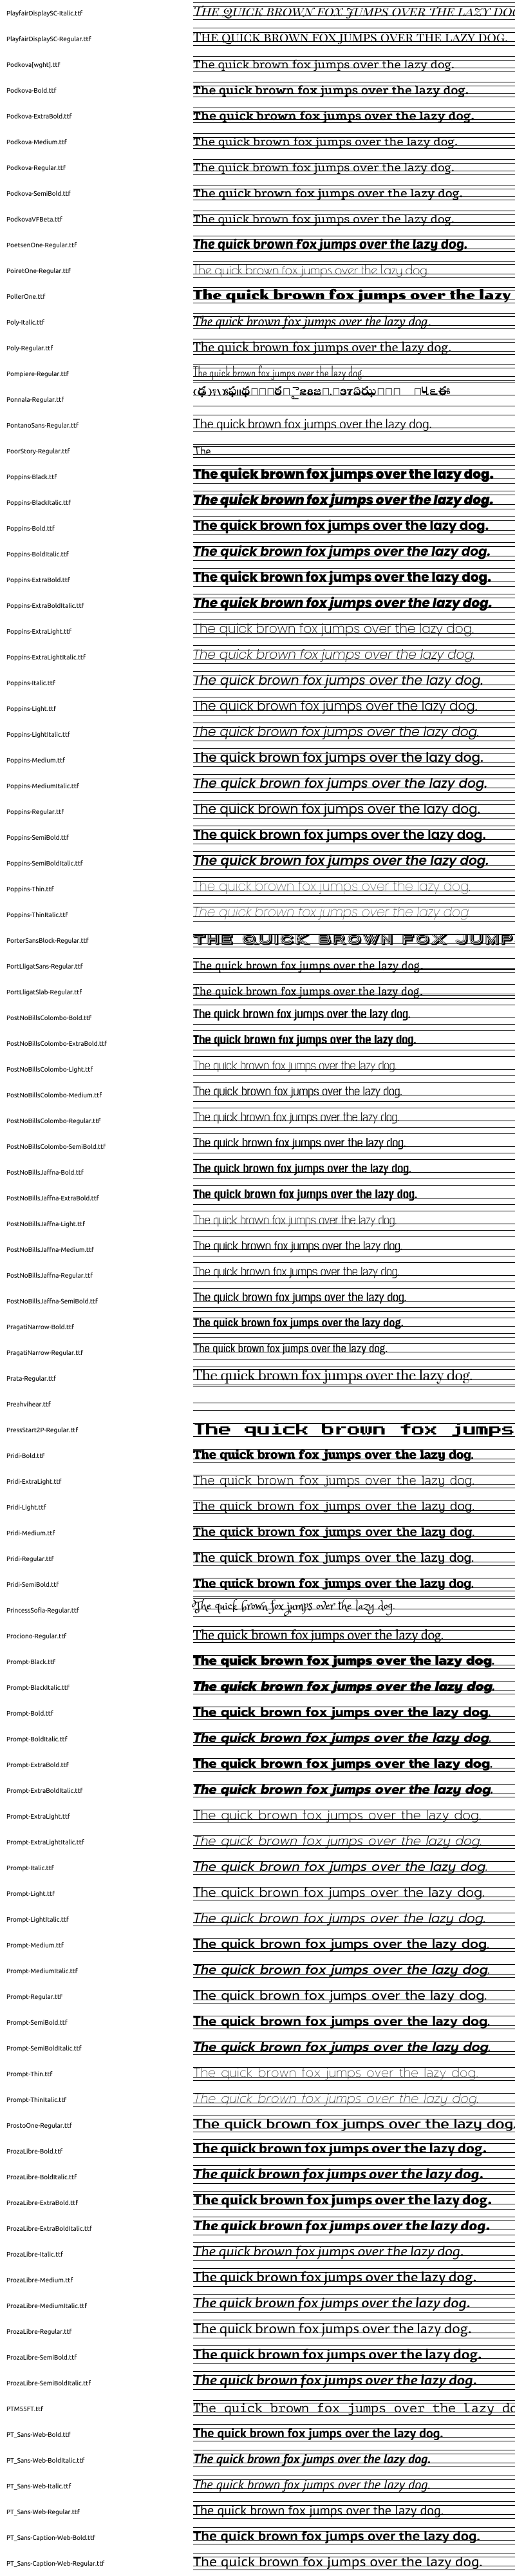 PlayfairDisplaySC-Italic.ttf THE QUICK BROWN FOX JUMPS OVER THE LAZY DO
PlayfairDisplaySC-Regular.ttf THE QUICK BROWN FOX JUMPS OVER THE LAZY DOG.
Podkova[wght].ttf The quick brown fox jumps over the lazy dog.
Podkova-Bold.ttf The quick brown fox jumps over the lazy dog.
Podkova-ExtraBold.ttf The quick brown fox jumps over the lazy dog.
Podkova-Medium.ttf The quick brown fox jumps over the lazy dog.
Podkova-Regular.ttf The quick brown fox jumps over the lazy dog.
Podkova-SemiBold.ttf The quick brown fox jumps over the lazy dog.
PodkovaVFBeta.ttf The quick brown fox jumps over the lazy dog.
PoetsenOne-Regular.ttf The quick brown fox jumps over the lazy dog.
PoiretOne-Regular.ttf The quick brown fox jumps over the lazy dog.
PollerOne.ttf The quick brown fox jumps over the lazy
Poly-Italic.ttf The quick brown fox jumps over the lazy dog.
Poly-Regular.ttf The quick brown fox jumps over the lazy dog.
Pompiere-Regular.ttf The quick brown fox jumps over the lazy dog.
Ponnala-Regular.ttf
PontanoSans-Regular.ttf The quick brown fox jumps over the lazy dog.
PoorStory-Regular.ttf The
Poppins-Black.ttf The quick brown fox jumps over the lazy dog.
Poppins-BlackItalic.ttf The quick brown fox jumps over the lazy dog.
Poppins-Bold.ttf The quick brown fox jumps over the lazy dog.
Poppins-BoldItalic.ttf The quick brown fox jumps over the lazy dog.
Poppins-ExtraBold.ttf The quick brown fox jumps over the lazy dog.
Poppins-ExtraBoldItalic.ttf The quick brown fox jumps over the lazy dog.
Poppins-ExtraLight.ttf The quick brown fox jumps over the lazy dog.
Poppins-ExtraLightItalic.ttf The quick brown fox jumps over the lazy dog.
Poppins-Italic.ttf The quick brown fox jumps over the lazy dog.
Poppins-Light.ttf The quick brown fox jumps over the lazy dog.
Poppins-LightItalic.ttf The quick brown fox jumps over the lazy dog.
Poppins-Medium.ttf The quick brown fox jumps over the lazy dog.
Poppins-MediumItalic.ttf The quick brown fox jumps over the lazy dog.
Poppins-Regular.ttf The quick brown fox jumps over the lazy dog.
Poppins-SemiBold.ttf The quick brown fox jumps over the lazy dog.
Poppins-SemiBoldItalic.ttf The quick brown fox jumps over the lazy dog.
Poppins-Thin.ttf The quick brown fox jumps over the lazy dog.
Poppins-ThinItalic.ttf The quick brown fox jumps over the lazy dog.
PorterSansBlock-Regular.ttf THE QUICK BROWN FOX JUMP
PortLligatSans-Regular.ttf The quick brown fox jumps over the lazy dog.
PortLligatSlab-Regular.ttf The quick brown fox jumps over the lazy dog.
PostNoBillsColombo-Bold.ttf The quick brown fox jumps over the lazy dog.
PostNoBillsColombo-ExtraBold.ttf The quick brown fox jumps over the lazy dog.
PostNoBillsColombo-Light.ttf The quick brown fox jumps over the lazy dog.
PostNoBillsColombo-Medium.ttf The quick brown fox jumps over the lazy dog.
PostNoBillsColombo-Regular.ttf The quick brown fox jumps over the lazy dog.
PostNoBillsColombo-SemiBold.ttf The quick brown fox jumps over the lazy dog.
PostNoBillsJaffna-Bold.ttf The quick brown fox jumps over the lazy dog.
PostNoBillsJaffna-ExtraBold.ttf The quick brown fox jumps over the lazy dog.
PostNoBillsJaffna-Light.ttf The quick brown fox jumps over the lazy dog.
PostNoBillsJaffna-Medium.ttf The quick brown fox jumps over the lazy dog.
PostNoBillsJaffna-Regular.ttf The quick brown fox jumps over the lazy dog.
PostNoBillsJaffna-SemiBold.ttf The quick brown fox jumps over the lazy dog.
PragatiNarrow-Bold.ttf The quick brown fox jumps over the lazy dog.
PragatiNarrow-Regular.ttf The quick brown fox jumps over the lazy dog.
Prata-Regular.ttf The quick brown fox jumps over the lazy dog.
Preahvihear.ttf
PressStart2P-Regular.ttf The quick brown fox jumps
Pridi-Bold.ttf The quick brown fox jumps over the lazy dog.
Pridi-ExtraLight.ttf The quick brown fox jumps over the lazy dog.
Pridi-Light.ttf The quick brown fox jumps over the lazy dog.
Pridi-Medium.ttf The quick brown fox jumps over the lazy dog.
Pridi-Regular.ttf The quick brown fox jumps over the lazy dog.
Pridi-SemiBold.ttf The quick brown fox jumps over the lazy dog.
PrincessSofia-Regular.ttf The quick brown fox jumps over the lazy dog.
Prociono-Regular.ttf The quick brown fox jumps over the lazy dog.
Prompt-Black.ttf The quick brown fox jumps over the lazy dog.
Prompt-BlackItalic.ttf The quick brown fox jumps over the lazy dog.
Prompt-Bold.ttf The quick brown fox jumps over the lazy dog.
Prompt-BoldItalic.ttf The quick brown fox jumps over the lazy dog.
Prompt-ExtraBold.ttf The quick brown fox jumps over the lazy dog.
Prompt-ExtraBoldItalic.ttf The quick brown fox jumps over the lazy dog.
Prompt-ExtraLight.ttf The quick brown fox jumps over the lazy dog.
Prompt-ExtraLightItalic.ttf The quick brown fox jumps over the lazy dog.
Prompt-Italic.ttf The quick brown fox jumps over the lazy dog.
Prompt-Light.ttf The quick brown fox jumps over the lazy dog.
Prompt-LightItalic.ttf The quick brown fox jumps over the lazy dog.
Prompt-Medium.ttf The quick brown fox jumps over the lazy dog.
Prompt-MediumItalic.ttf The quick brown fox jumps over the lazy dog.
Prompt-Regular.ttf The quick brown fox jumps over the lazy dog.
Prompt-SemiBold.ttf The quick brown fox jumps over the lazy dog.
Prompt-SemiBoldItalic.ttf The quick brown fox jumps over the lazy dog.
Prompt-Thin.ttf The quick brown fox jumps over the lazy dog.
Prompt-ThinItalic.ttf The quick brown fox jumps over the lazy dog.
ProstoOne-Regular.ttf The quick brown fox jumps over the lazy dog.
ProzaLibre-Bold.ttf The quick brown fox jumps over the lazy dog.
ProzaLibre-BoldItalic.ttf The quick brown fox jumps over the lazy dog.
ProzaLibre-ExtraBold.ttf The quick brown fox jumps over the lazy dog.
ProzaLibre-ExtraBoldItalic.ttf The quick brown fox jumps over the lazy dog.
ProzaLibre-Italic.ttf The quick brown fox jumps over the lazy dog.
ProzaLibre-Medium.ttf The quick brown fox jumps over the lazy dog.
ProzaLibre-MediumItalic.ttf The quick brown fox jumps over the lazy dog.
ProzaLibre-Regular.ttf The quick brown fox jumps over the lazy dog.
ProzaLibre-SemiBold.ttf The quick brown fox jumps over the lazy dog.
ProzaLibre-SemiBoldItalic.ttf The quick brown fox jumps over the lazy dog.
PTM55FT.ttf The quick brown fox jumps over the lazy do
PT_Sans-Web-Bold.ttf The quick brown fox jumps over the lazy dog.
PT_Sans-Web-BoldItalic.ttf The quick brown fox jumps over the lazy dog.
PT_Sans-Web-Italic.ttf The quick brown fox jumps over the lazy dog.
PT_Sans-Web-Regular.ttf The quick brown fox jumps over the lazy dog.
PT_Sans-Caption-Web-Bold.ttf The quick brown fox jumps over the lazy dog.
PT_Sans-Caption-Web-Regular.ttf The quick brown fox jumps over the lazy dog.